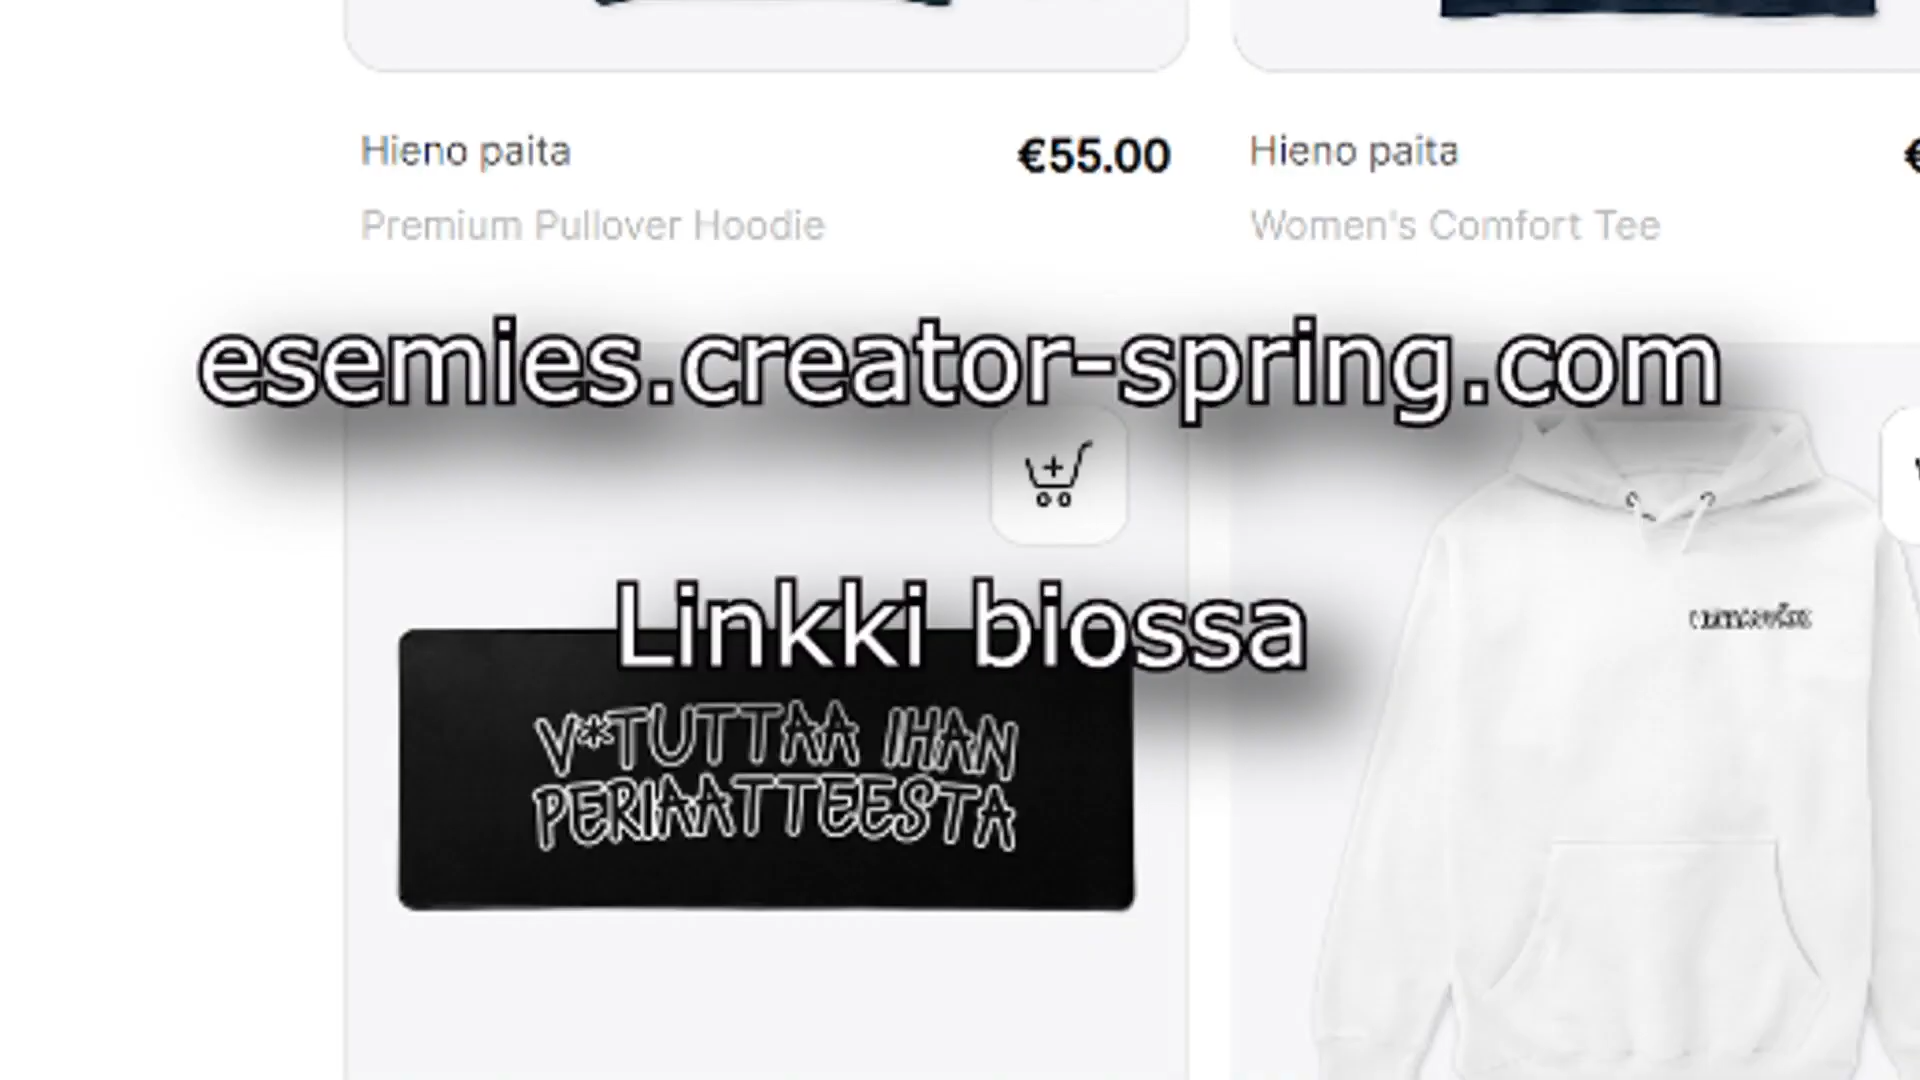 Hieno paita €55.00 Hieno paita €
Premium Pullover Hoodie Women's Comfort Tee
esemies.creator-spring.com
Linkki biossa
V*TUTTAA IHAN
PERIAATTEESTA